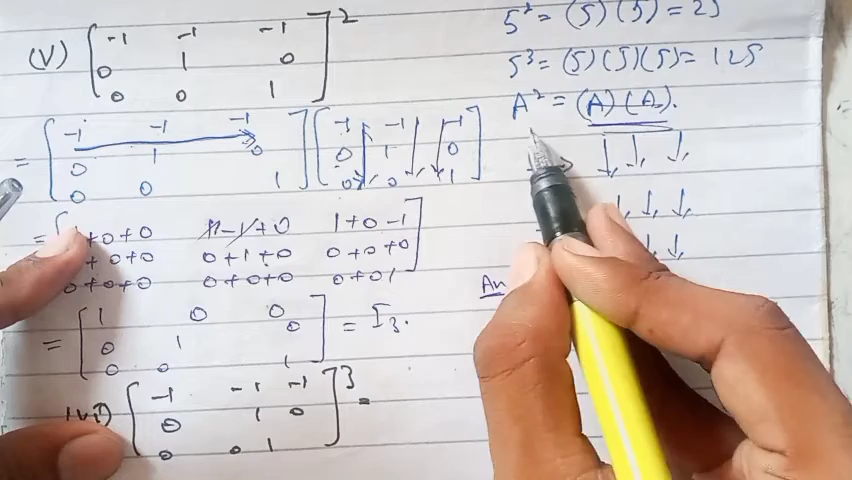 (V) [ -1 -1 -1 ]²
0 1 0
0 0 1
5² = (5)(5) = 25
5³ = (5)(5)(5) = 125
A² = (A)(A).
= [ -1 -1 -1 ] [ -1 -1 -1 ]
0 1 0 0 1 0
0 0 1 0 0 1
= [ +0+0 1-1+0 1+0-1 ]
+0+0 0+1+0 0+0+0
0+0+0 0+0+0 0+01
An
= [ 1 0 0 ] = I₃.
0 1 0
0 0 1
[ -1 -1 -1 ]³ =
0 1 0
0 0 1